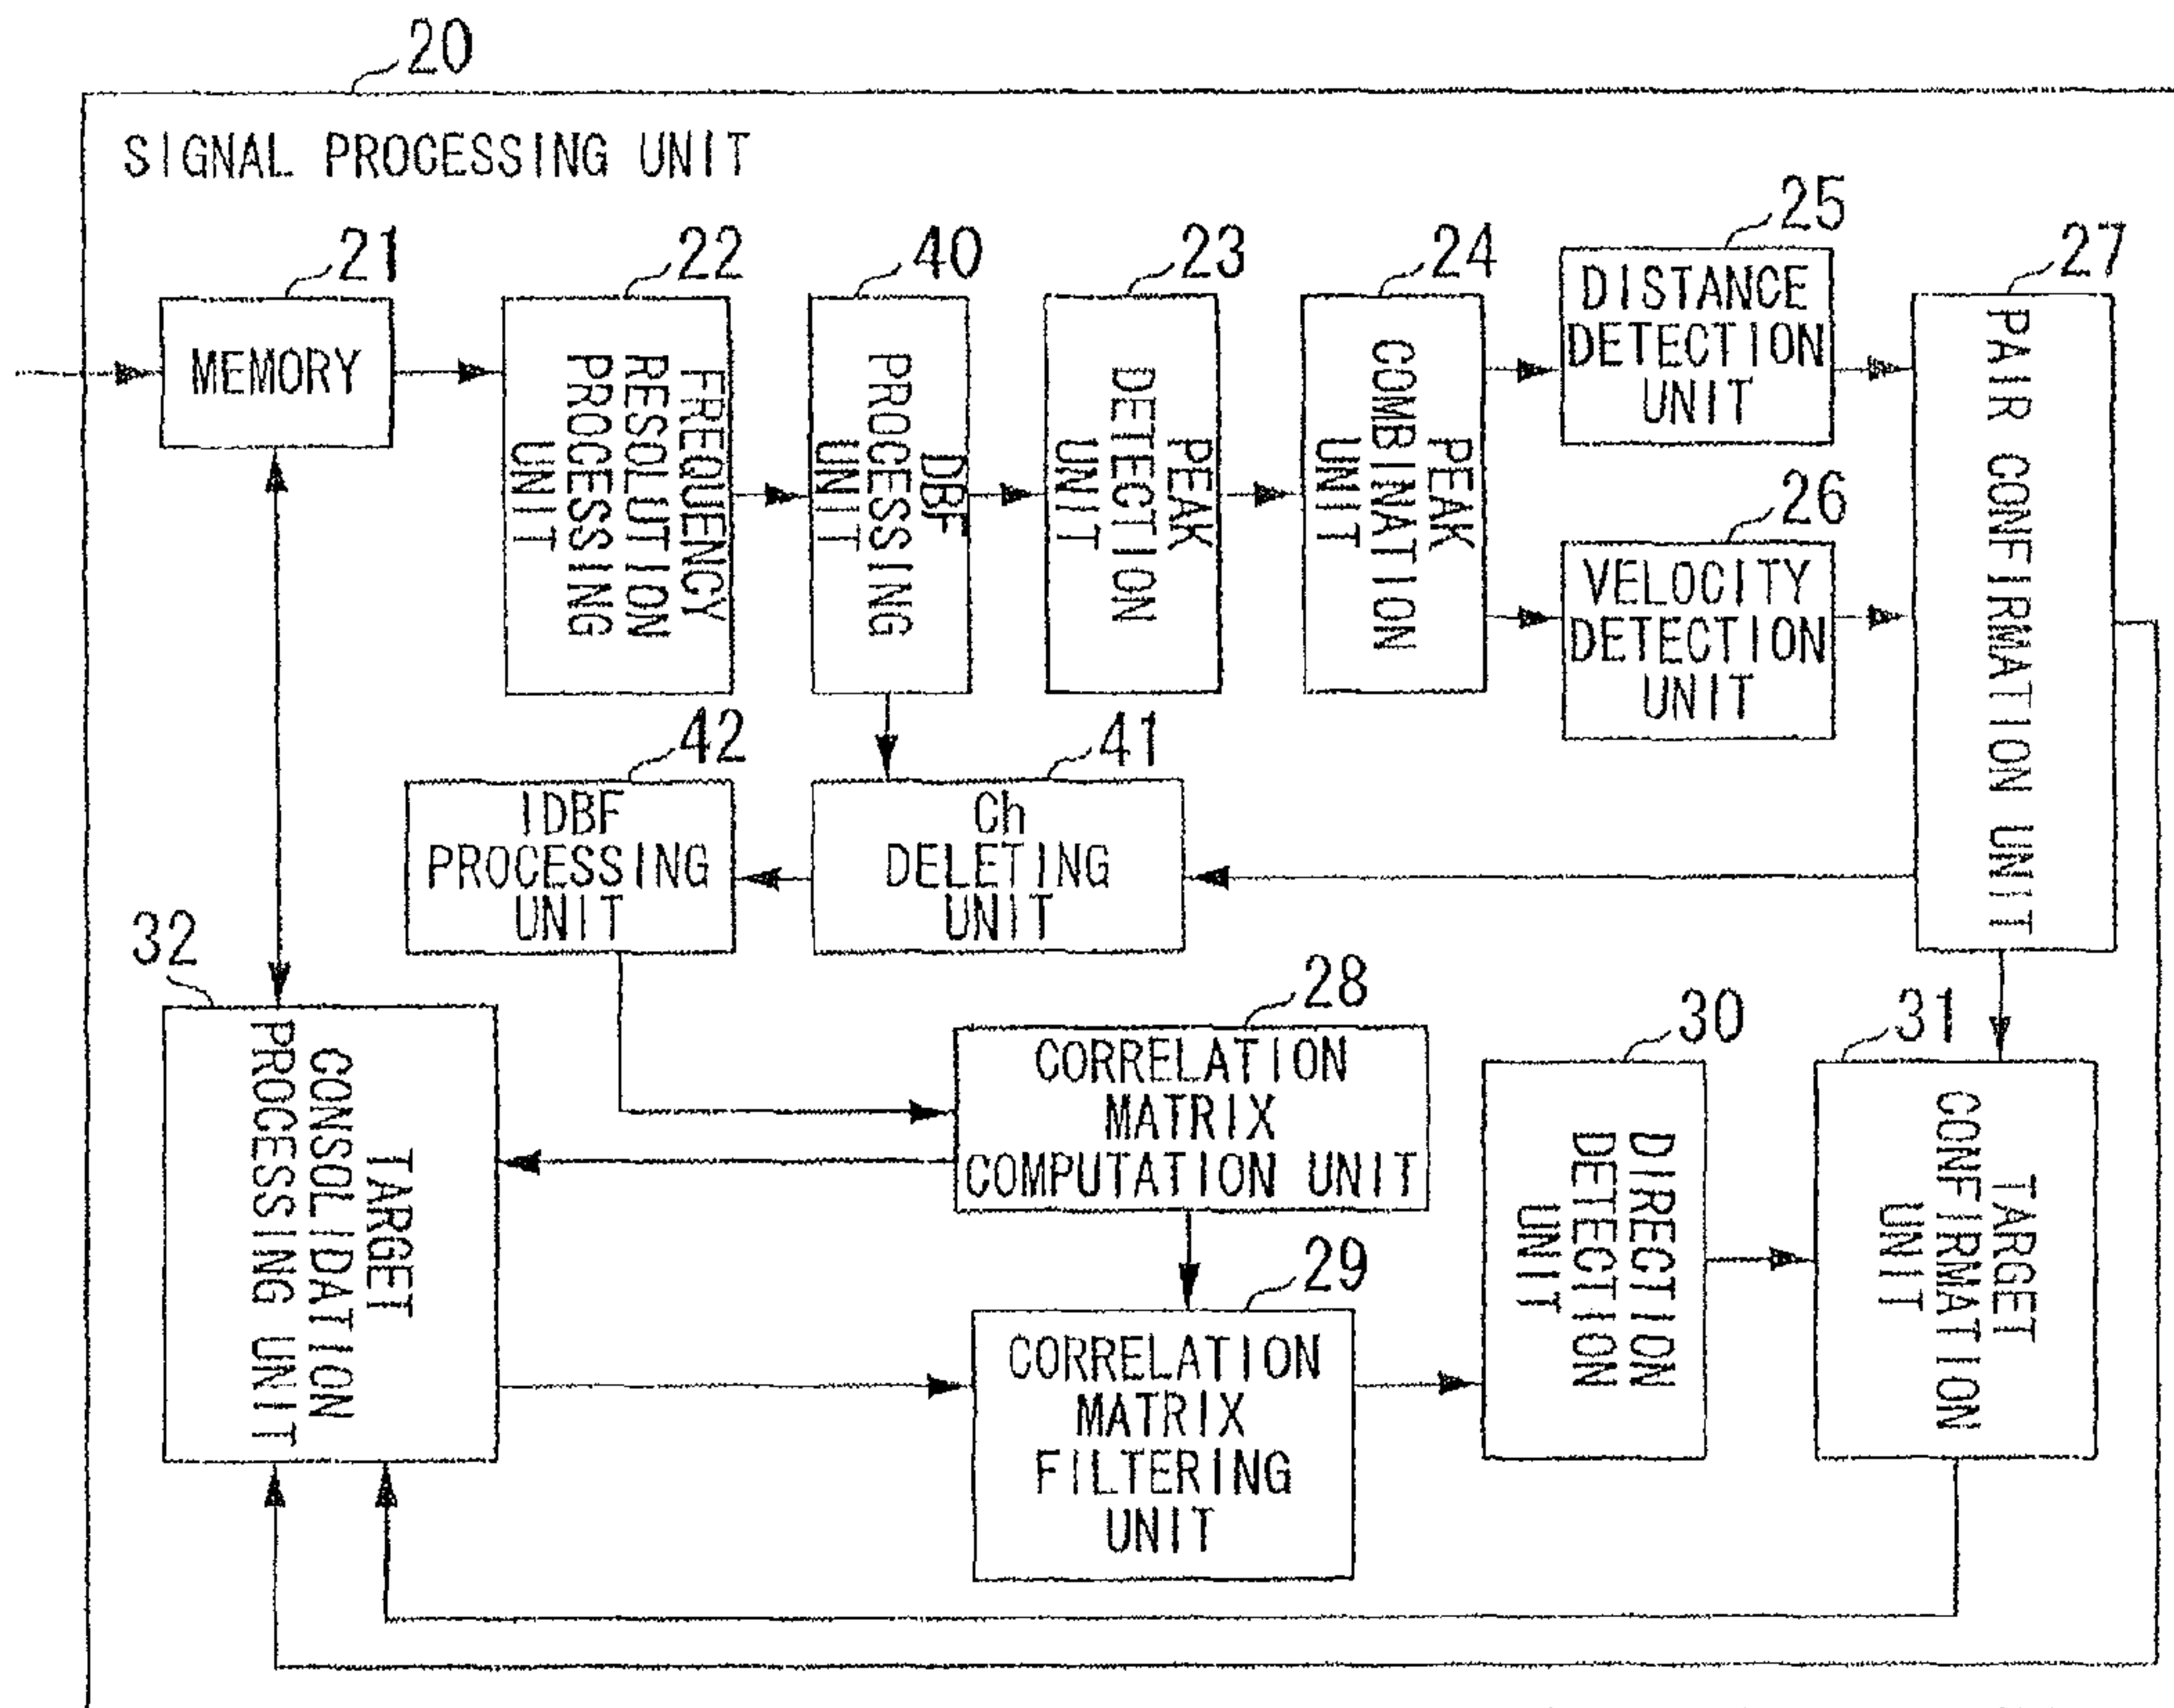 20
SIGNAL PROCESSING UNIT
21
MEMORY
22
FREQUENCY
RESOLUTION
PROCESSING
UNIT
40
DBF
PROCESSING
UNIT
23
PEAK
DETECTION
UNIT
24
PEAK
COMBINATION
UNIT
25
DISTANCE
DETECTION
UNIT
26
VELOCITY
DETECTION
UNIT
27
PAIR CONFIRMATION UNIT
42
IDBF
PROCESSING
UNIT
41
Ch
DELETING
UNIT
32
TARGET
CONSOLIDATION
PROCESSING UNIT
28
CORRELATION
MATRIX
COMPUTATION UNIT
29
CORRELATION
MATRIX
FILTERING
UNIT
30
DIRECTION
DETECTION
UNIT
31
TARGET
CONFIRMATION
UNIT